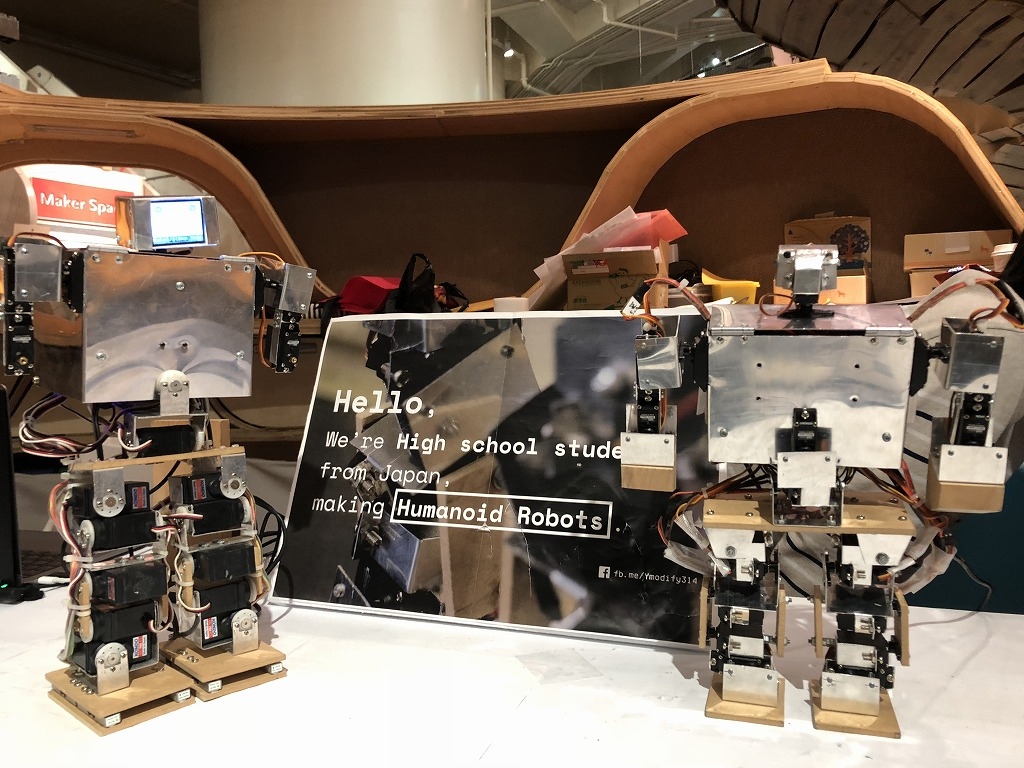 Maker Spa
Hello,
We're High school stude
from Japan,
making Humanoid Robots.
fb.me/Ymodify314